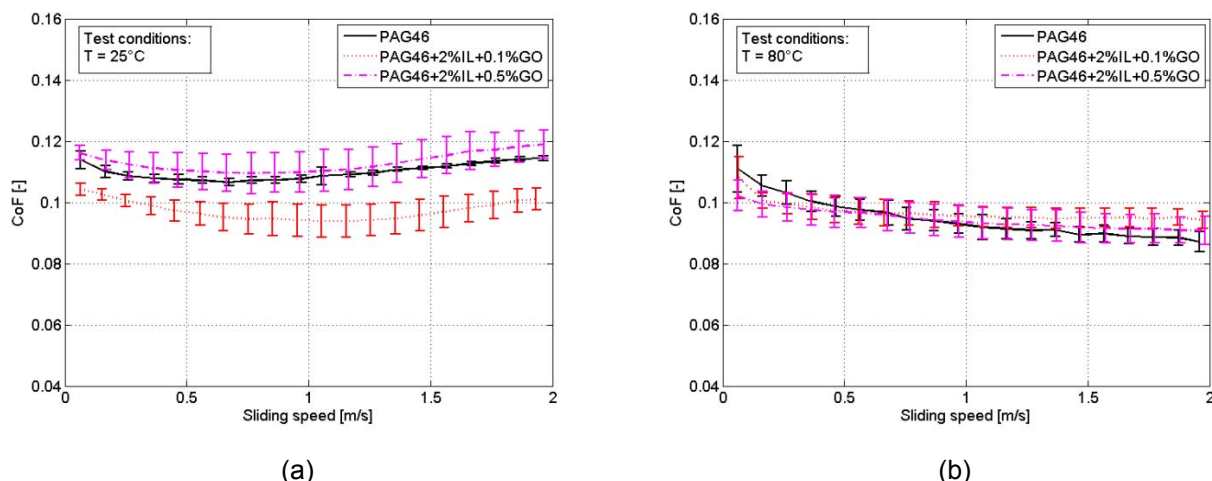 Test conditions:
T = 25°C
PAG46
PAG46+2%IL+0.1%GO
PAG46+2%IL+0.5%GO
0.16
0.14
0.12
0.1
0.08
0.06
0.04
CoF [-]
0 0.5 1 1.5 2
Sliding speed [m/s]
(a)
Test conditions:
T = 80°C
PAG46
PAG46+2%IL+0.1%GO
PAG46+2%IL+0.5%GO
0.16
0.14
0.12
0.1
0.08
0.06
0.04
CoF [-]
0 0.5 1 1.5 2
Sliding speed [m/s]
(b)